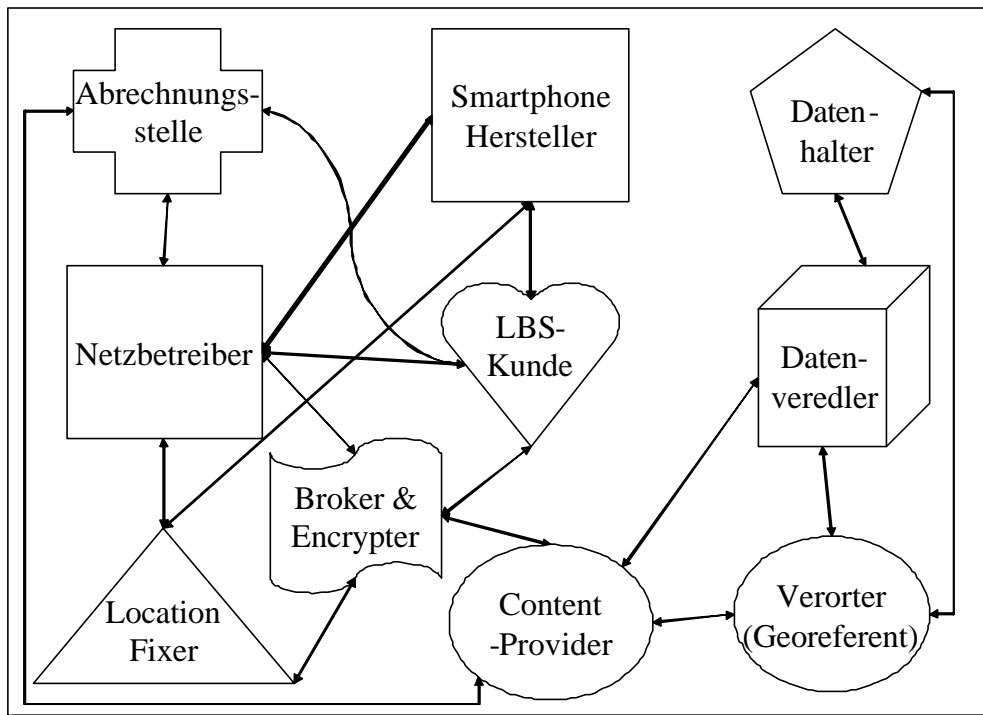 Abrechnungs-
stelle
Smartphone
Hersteller
Daten-
halter
Netzbetreiber
LBS-
Kunde
Daten-
veredler
Broker &
Encrypter
Location
Fixer
Content
-Provider
Verorter
(Georeferent)